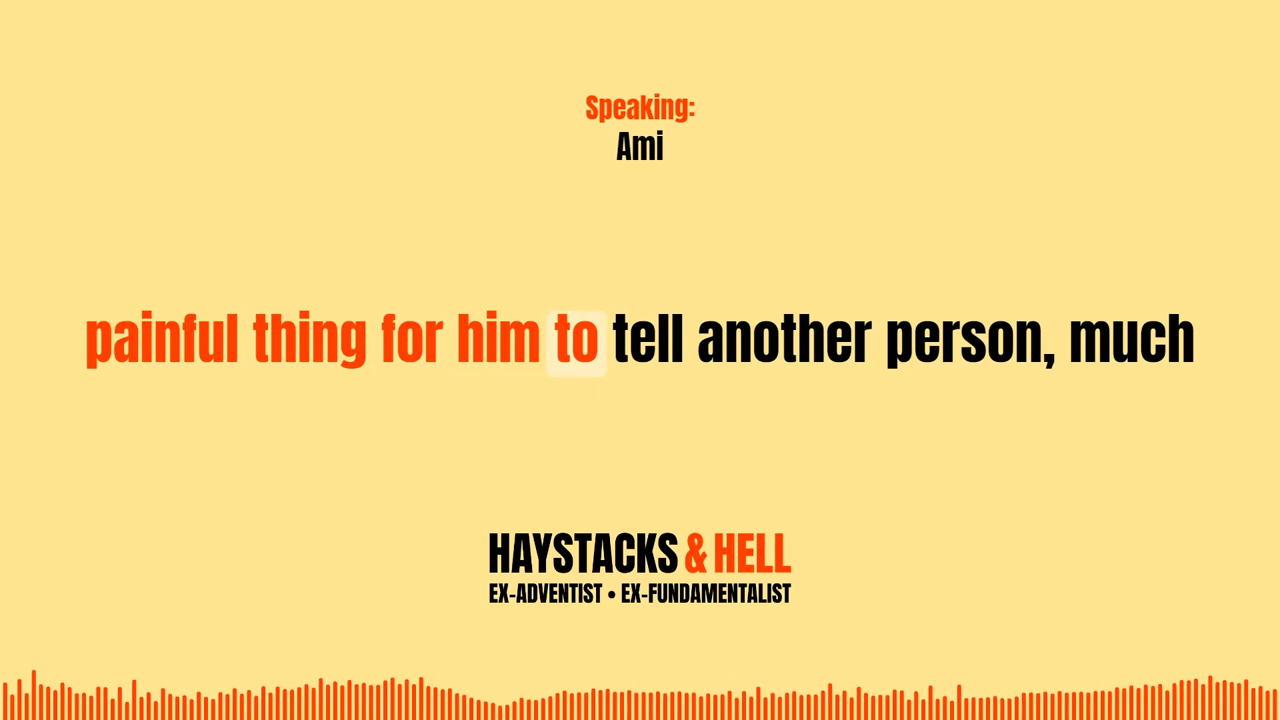 Speaking:
Ami
painful thing for him to tell another person, much
HAYSTACKS & HELL
EX-ADVENTIST • EX-FUNDAMENTALIST